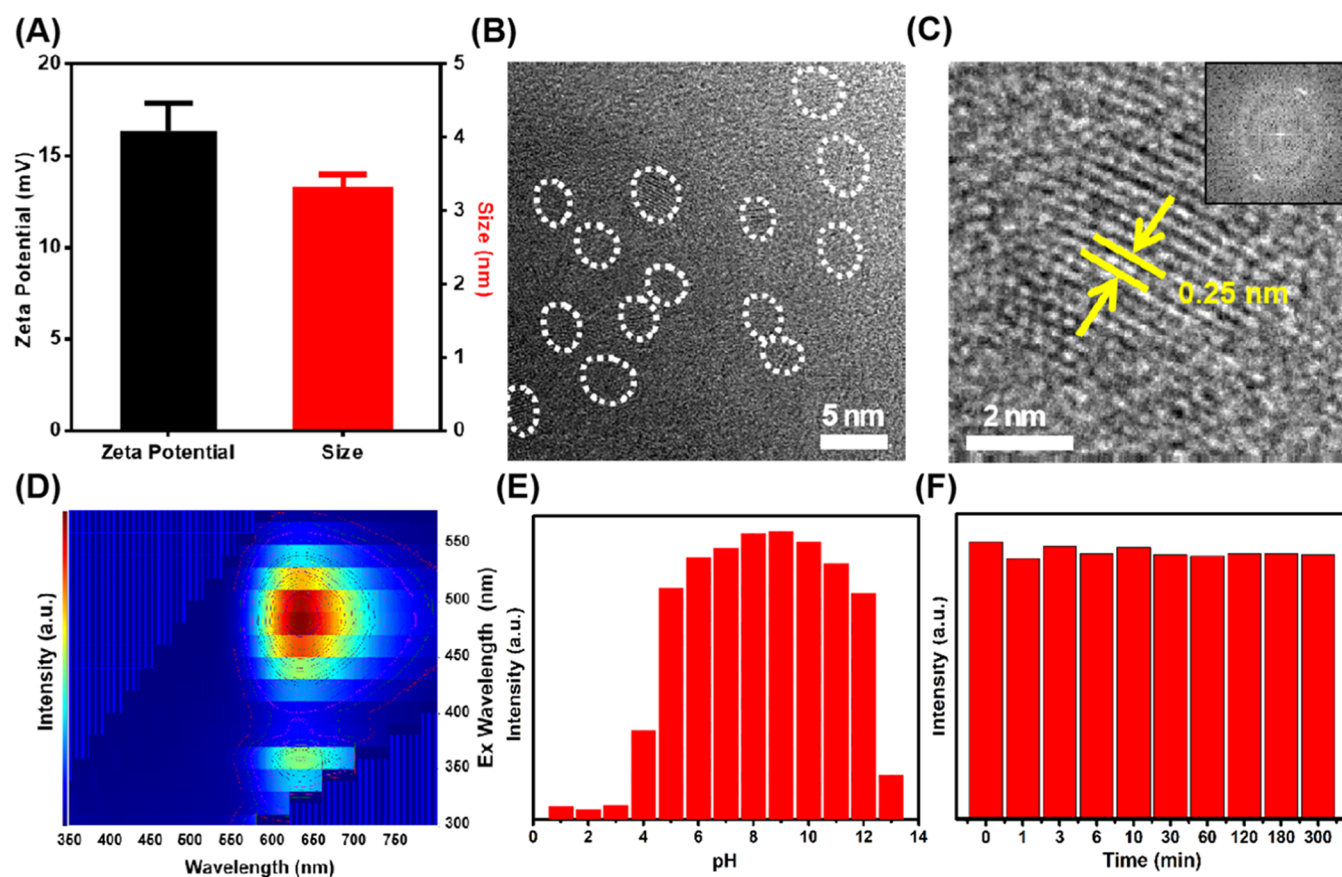 (A)
20
15
10
5
0
Zeta Potential (mV)
5
4
3
2
1
0
Size (nm)
Zeta Potential
Size
(B)
5 nm
(C)
0.25 nm
2 nm
(D)
Intensity (a.u.)
550
500
450
400
350
300
Ex Wavelength (nm)
360 400 450 500 550 600 650 700 750
Wavelength (nm)
(E)
Intensity (a.u.)
0 2 4 6 8 10 12 14
pH
(F)
Intensity (a.u.)
0 1 3 6 10 30 60 120 180 300
Time (min)